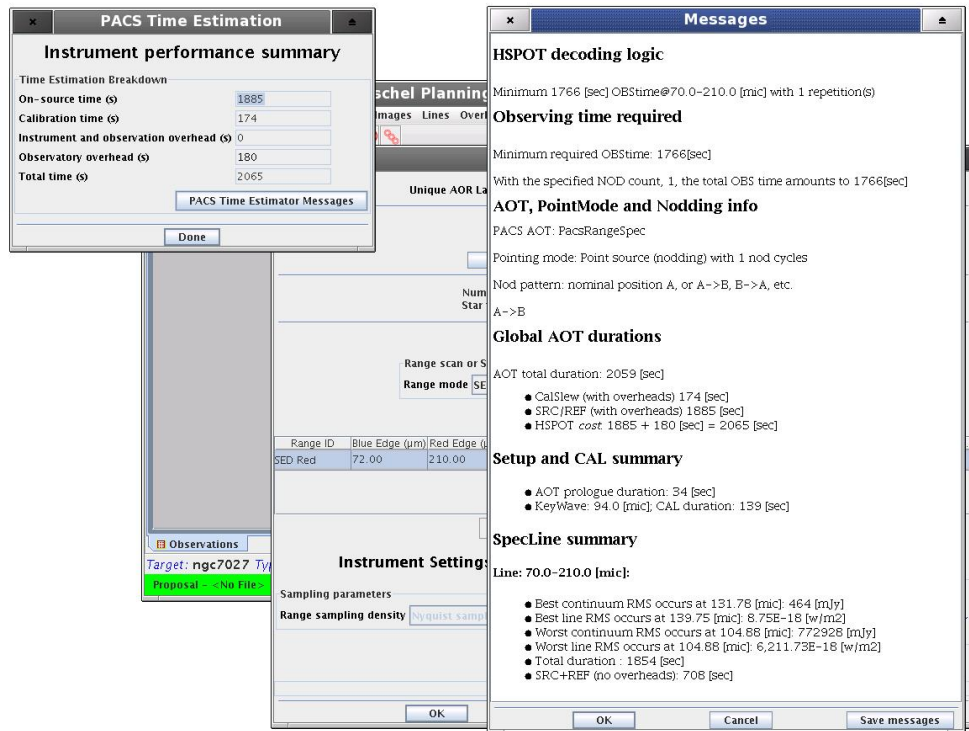 PACS Time Estimation
Instrument performance summary
Time Estimation Breakdown
On-source time (s) 1885
Calibration time (s) 174
Instrument and observation overhead (s) 0
Observatory overhead (s) 180
Total time (s) 2065
PACS Time Estimator Messages
Done
schel Planning
Images Lines Overl
Unique AOR La
Num
Star
Range scan or S
Range mode SE
Range ID Blue Edge (µm) Red Edge (µ
SED Red 72.00 210.00
Observations
Target: ngc7027 Typ
Proposal - <No File>
Instrument Settings
Sampling parameters
Range sampling density Nyquist sampl
OK
Messages
HSPOT decoding logic
Minimum 1766 [sec] OBStime@70.0-210.0 [mic] with 1 repetition(s)
Observing time required
Minimum required OBStime: 1766[sec]
With the specified NOD count, 1, the total OBS time amounts to 1766[sec]
AOT, PointMode and Nodding info
PACS AOT: PacsRangeSpec
Pointing mode: Point source (nodding) with 1 nod cycles
Nod pattern: nominal position A, or A->B, B->A, etc.
A->B
Global AOT durations
AOT total duration: 2059 [sec]
● CalSlew (with overheads) 174 [sec]
● SRC/REF (with overheads) 1885 [sec]
● HSPOT cost: 1885 + 180 [sec] = 2065 [sec]
Setup and CAL summary
● AOT prologue duration: 34 [sec]
● KeyWave: 94.0 [mic]; CAL duration: 139 [sec]
SpecLine summary
Line: 70.0-210.0 [mic]:
● Best continuum RMS occurs at 131.78 [mic]: 464 [mJy]
● Best line RMS occurs at 139.75 [mic]: 8.75E-18 [w/m2]
● Worst continuum RMS occurs at 104.88 [mic]: 772928 [mJy]
● Worst line RMS occurs at 104.88 [mic]: 6,211.73E-18 [w/m2]
● Total duration : 1854 [sec]
● SRC+REF (no overheads): 708 [sec]
OK Cancel Save messages